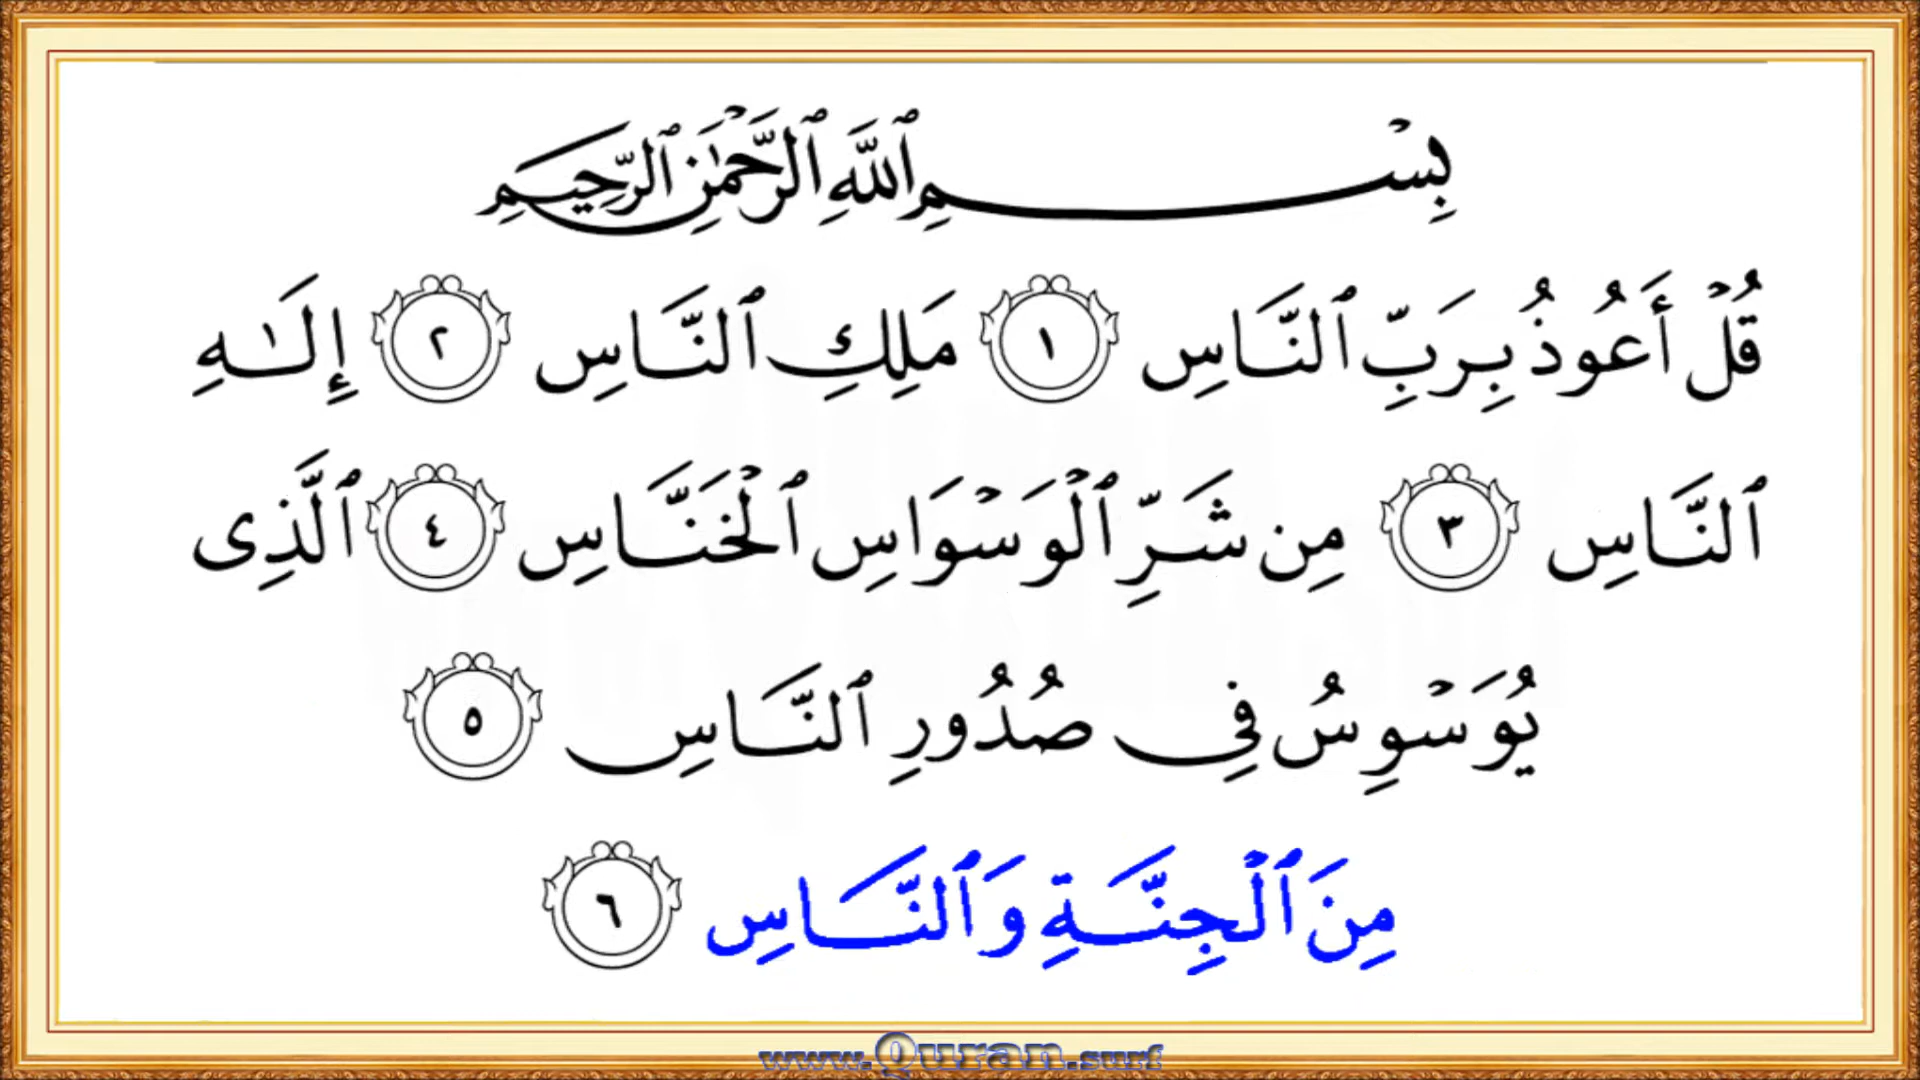 بِسْمِ ٱللَّهِ ٱلرَّحْمَٰنِ ٱلرَّحِيمِ
قُلْ أَعُوذُ بِرَبِّ ٱلنَّاسِ ١ مَلِكِ ٱلنَّاسِ ٢ إِلَـٰهِ
ٱلنَّاسِ ٣ مِن شَرِّ ٱلْوَسْوَاسِ ٱلْخَنَّاسِ ٤ ٱلَّذِى
يُوَسْوِسُ فِى صُدُورِ ٱلنَّاسِ ٥
مِنَ ٱلْجِنَّةِ وَٱلنَّاسِ ٦
www.Quran.surf